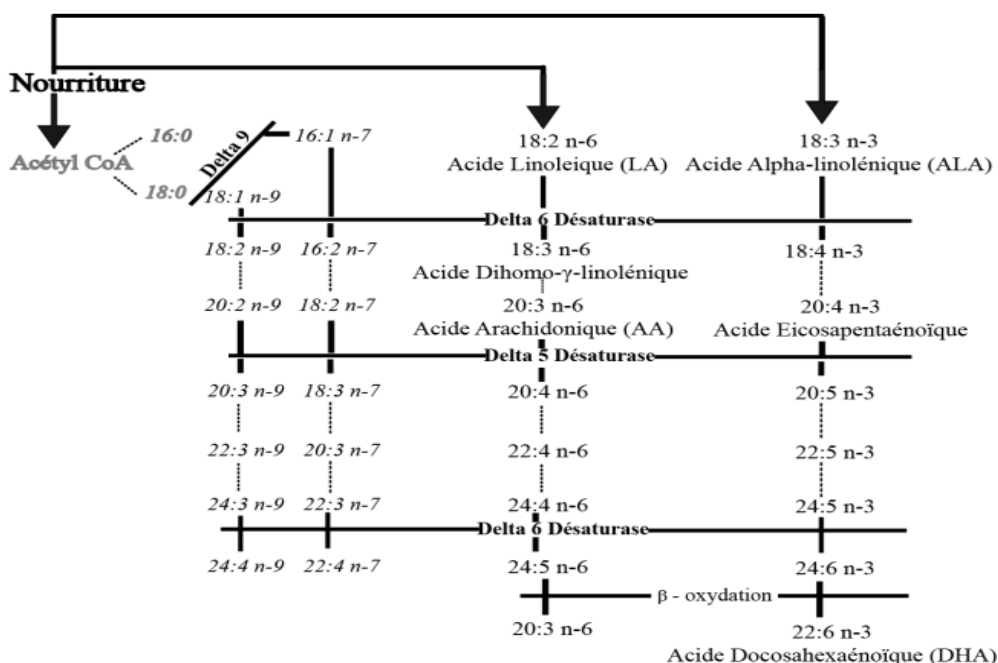 Nourriture
16:0
16:1 n-7
18:2 n-6
18:3 n-3
Acétyl CoA
Delta 9
Acide Linoleique (LA)
Acide Alpha-linolénique (ALA)
18:0
18:1 n-9
Delta 6 Désaturase
18:2 n-9
16:2 n-7
18:3 n-6
18:4 n-3
Acide Dihomo-γ-linolénique
20:2 n-9
18:2 n-7
20:3 n-6
20:4 n-3
Acide Arachidonique (AA)
Acide Eicosapentaénoïque
Delta 5 Désaturase
20:3 n-9
18:3 n-7
20:4 n-6
20:5 n-3
22:3 n-9
20:3 n-7
22:4 n-6
22:5 n-3
24:3 n-9
22:3 n-7
24:4 n-6
24:5 n-3
Delta 6 Désaturase
24:4 n-9
22:4 n-7
24:5 n-6
24:6 n-3
β - oxydation
20:3 n-6
22:6 n-3
Acide Docosahexaénoïque (DHA)